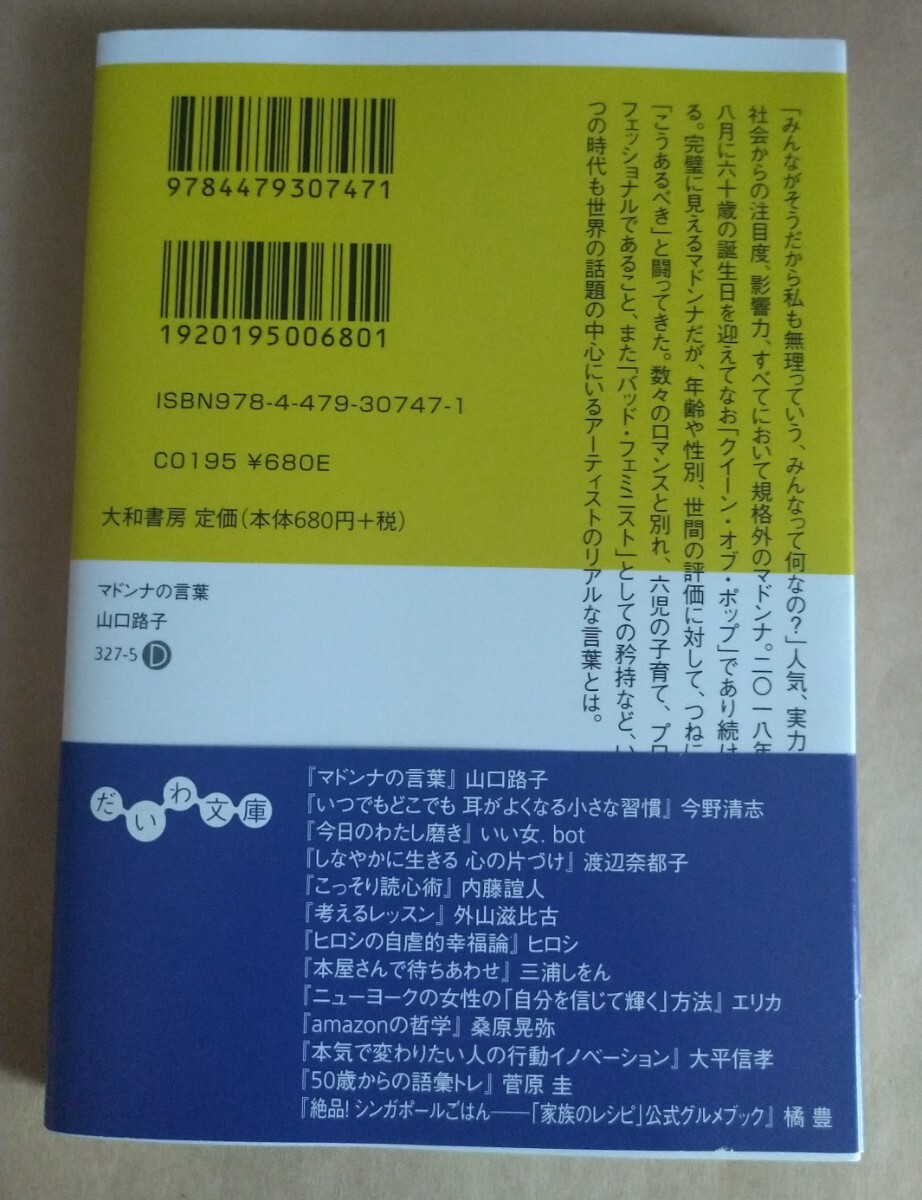 9784479307471
1920195006801
ISBN978-4-479-30747-1
C0195 ¥680E
大和書房 定価(本体680円+税)
「みんながそうだから私も無理っていう、みんなって何なの?」人気、実力
社会からの注目度、影響力、すべてにおいて規格外のマドンナ。二〇一八年
八月に六十歳の誕生日を迎えてなお「クイーン・オブ・ポップ」であり続け
る。完璧に見えるマドンナだが、年齢や性別、世間の評価に対して、つねに
「こうあるべき」と闘ってきた。数々のロマンスと別れ、六児の子育て、プロ
フェッショナルであること、また「バッド・フェミニスト」としての矜持など、い
つの時代も世界の話題の中心にいるアーティストのリアルな言葉とは。
マドンナの言葉
山口路子
327-5 D
だいわ文庫
『マドンナの言葉』 山口路子
『いつでもどこでも 耳がよくなる小さな習慣』 今野清志
『今日のわたし磨き』 いい女. bot
『しなやかに生きる 心の片づけ』 渡辺奈都子
『こっそり読心術』 内藤誼人
『考えるレッスン』 外山滋比古
『ヒロシの自虐的幸福論』 ヒロシ
『本屋さんで待ちあわせ』 三浦しをん
『ニューヨークの女性の「自分を信じて輝く」方法』 エリカ
『amazonの哲学』 桑原晃弥
『本気で変わりたい人の行動イノベーション』 大平信孝
『50歳からの語彙トレ』 菅原 圭
『絶品! シンガポールごはん――「家族のレシピ」公式グルメブック』 橘 豊